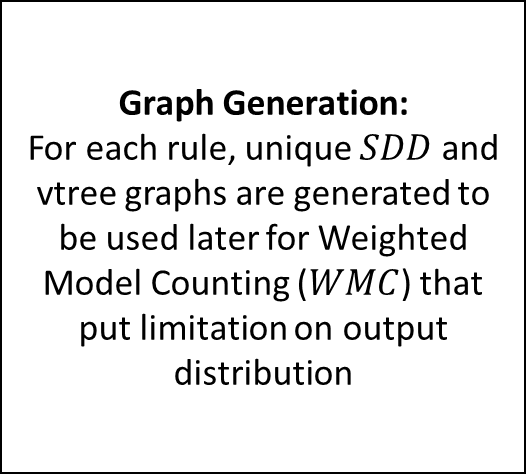 Graph Generation:
For each rule, unique SDD and
vtree graphs are generated to
be used later for Weighted
Model Counting (WMC) that
put limitation on output
distribution